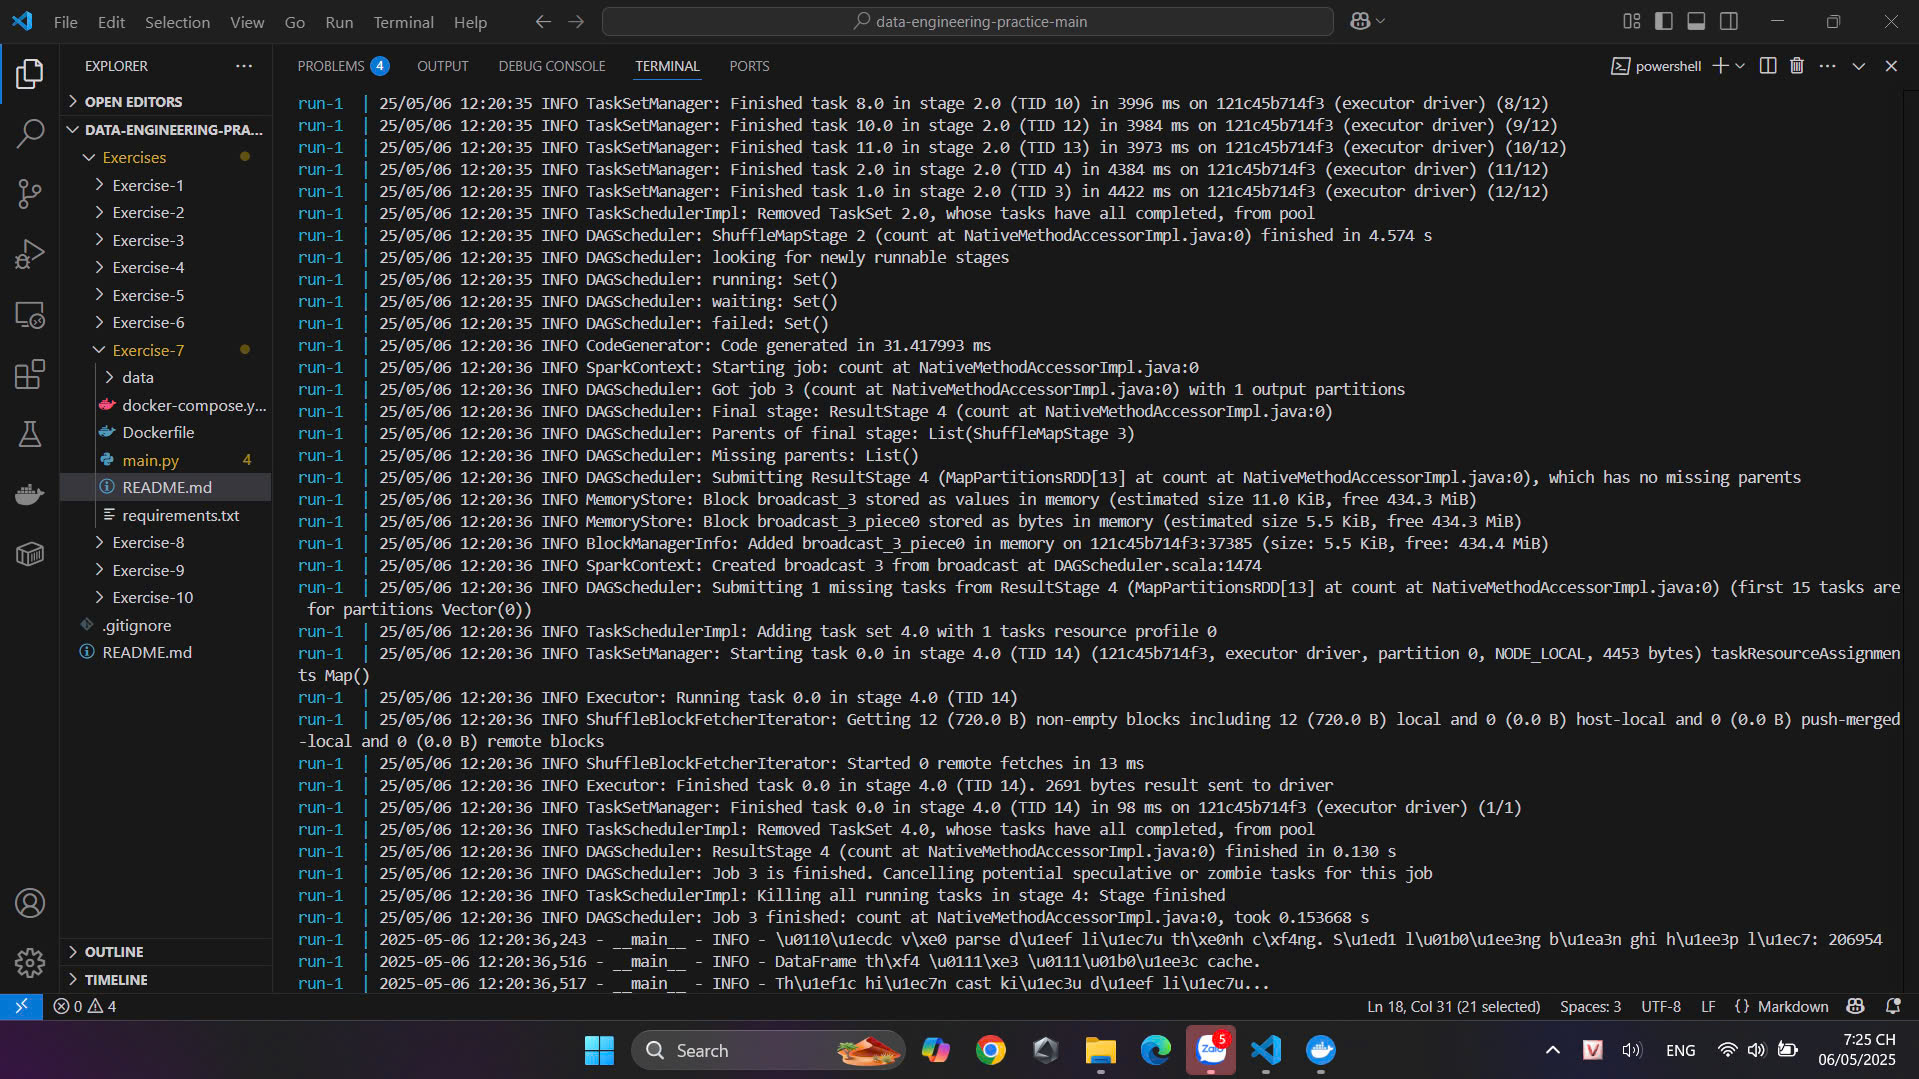 File Edit Selection View Go Run Terminal Help
data-engineering-practice-main
EXPLORER
OPEN EDITORS
DATA-ENGINEERING-PRA...
Exercises
Exercise-1
Exercise-2
Exercise-3
Exercise-4
Exercise-5
Exercise-6
Exercise-7
data
docker-compose.y...
Dockerfile
main.py 4
README.md
requirements.txt
Exercise-8
Exercise-9
Exercise-10
.gitignore
README.md
OUTLINE
TIMELINE
PROBLEMS 4 OUTPUT DEBUG CONSOLE TERMINAL PORTS
powershell
run-1 | 25/05/06 12:20:35 INFO TaskSetManager: Finished task 8.0 in stage 2.0 (TID 10) in 3996 ms on 121c45b714f3 (executor driver) (8/12)
run-1 | 25/05/06 12:20:35 INFO TaskSetManager: Finished task 10.0 in stage 2.0 (TID 12) in 3984 ms on 121c45b714f3 (executor driver) (9/12)
run-1 | 25/05/06 12:20:35 INFO TaskSetManager: Finished task 11.0 in stage 2.0 (TID 13) in 3973 ms on 121c45b714f3 (executor driver) (10/12)
run-1 | 25/05/06 12:20:35 INFO TaskSetManager: Finished task 2.0 in stage 2.0 (TID 4) in 4384 ms on 121c45b714f3 (executor driver) (11/12)
run-1 | 25/05/06 12:20:35 INFO TaskSetManager: Finished task 1.0 in stage 2.0 (TID 3) in 4422 ms on 121c45b714f3 (executor driver) (12/12)
run-1 | 25/05/06 12:20:35 INFO TaskSchedulerImpl: Removed TaskSet 2.0, whose tasks have all completed, from pool
run-1 | 25/05/06 12:20:35 INFO DAGScheduler: ShuffleMapStage 2 (count at NativeMethodAccessorImpl.java:0) finished in 4.574 s
run-1 | 25/05/06 12:20:35 INFO DAGScheduler: looking for newly runnable stages
run-1 | 25/05/06 12:20:35 INFO DAGScheduler: running: Set()
run-1 | 25/05/06 12:20:35 INFO DAGScheduler: waiting: Set()
run-1 | 25/05/06 12:20:35 INFO DAGScheduler: failed: Set()
run-1 | 25/05/06 12:20:35 INFO CodeGenerator: Code generated in 31.417993 ms
run-1 | 25/05/06 12:20:36 INFO SparkContext: Starting job: count at NativeMethodAccessorImpl.java:0
run-1 | 25/05/06 12:20:36 INFO DAGScheduler: Got job 3 (count at NativeMethodAccessorImpl.java:0) with 1 output partitions
run-1 | 25/05/06 12:20:36 INFO DAGScheduler: Final stage: ResultStage 4 (count at NativeMethodAccessorImpl.java:0)
run-1 | 25/05/06 12:20:36 INFO DAGScheduler: Parents of final stage: List(ShuffleMapStage 3)
run-1 | 25/05/06 12:20:36 INFO DAGScheduler: Missing parents: List()
run-1 | 25/05/06 12:20:36 INFO DAGScheduler: Submitting ResultStage 4 (MapPartitionsRDD[13] at count at NativeMethodAccessorImpl.java:0), which has no missing parents
run-1 | 25/05/06 12:20:36 INFO MemoryStore: Block broadcast_3 stored as values in memory (estimated size 11.0 KiB, free 434.3 MiB)
run-1 | 25/05/06 12:20:36 INFO MemoryStore: Block broadcast_3_piece0 stored as bytes in memory (estimated size 5.5 KiB, free 434.3 MiB)
run-1 | 25/05/06 12:20:36 INFO BlockManagerInfo: Added broadcast_3_piece0 in memory on 121c45b714f3:37385 (size: 5.5 KiB, free: 434.4 MiB)
run-1 | 25/05/06 12:20:36 INFO SparkContext: Created broadcast 3 from broadcast at DAGScheduler.scala:1474
run-1 | 25/05/06 12:20:36 INFO DAGScheduler: Submitting 1 missing tasks from ResultStage 4 (MapPartitionsRDD[13] at count at NativeMethodAccessorImpl.java:0) (first 15 tasks are
for partitions Vector(0))
run-1 | 25/05/06 12:20:36 INFO TaskSchedulerImpl: Adding task set 4.0 with 1 tasks resource profile 0
run-1 | 25/05/06 12:20:36 INFO TaskSetManager: Starting task 0.0 in stage 4.0 (TID 14) (121c45b714f3, executor driver, partition 0, NODE_LOCAL, 4453 bytes) taskResourceAssignmen
ts Map()
run-1 | 25/05/06 12:20:36 INFO Executor: Running task 0.0 in stage 4.0 (TID 14)
run-1 | 25/05/06 12:20:36 INFO ShuffleBlockFetcherIterator: Getting 12 (720.0 B) non-empty blocks including 12 (720.0 B) local and 0 (0.0 B) host-local and 0 (0.0 B) push-merged
-local and 0 (0.0 B) remote blocks
run-1 | 25/05/06 12:20:36 INFO ShuffleBlockFetcherIterator: Started 0 remote fetches in 13 ms
run-1 | 25/05/06 12:20:36 INFO Executor: Finished task 0.0 in stage 4.0 (TID 14). 2691 bytes result sent to driver
run-1 | 25/05/06 12:20:36 INFO TaskSetManager: Finished task 0.0 in stage 4.0 (TID 14) in 98 ms on 121c45b714f3 (executor driver) (1/1)
run-1 | 25/05/06 12:20:36 INFO TaskSchedulerImpl: Removed TaskSet 4.0, whose tasks have all completed, from pool
run-1 | 25/05/06 12:20:36 INFO DAGScheduler: ResultStage 4 (count at NativeMethodAccessorImpl.java:0) finished in 0.130 s
run-1 | 25/05/06 12:20:36 INFO DAGScheduler: Job 3 is finished. Cancelling potential speculative or zombie tasks for this job
run-1 | 25/05/06 12:20:36 INFO TaskSchedulerImpl: Killing all running tasks in stage 4: Stage finished
run-1 | 25/05/06 12:20:36 INFO DAGScheduler: Job 3 finished: count at NativeMethodAccessorImpl.java:0, took 0.153668 s
run-1 | 2025-05-06 12:20:36,243 - __main__ - INFO - \u0110\u1ecdc v\xe0 parse d\u1eef li\u1ec7u th\xe0nh c\xf4ng. S\u1ed1 l\u01b0\u1ee3ng b\u1ea3n ghi h\u1ee3p l\u1ec7: 206954
run-1 | 2025-05-06 12:20:36,516 - __main__ - INFO - DataFrame th\xf4 \u0111\xe3 \u0111\u01b0\u1ee3c cache.
run-1 | 2025-05-06 12:20:36,517 - __main__ - INFO - Th\u1ef1c hi\u1ec7n cast ki\u1ec3u d\u1eef li\u1ec7u...
0 4 Ln 18, Col 31 (21 selected) Spaces: 3 UTF-8 LF {} Markdown
Search
Zalo
5
V
ENG
7:25 CH
06/05/2025